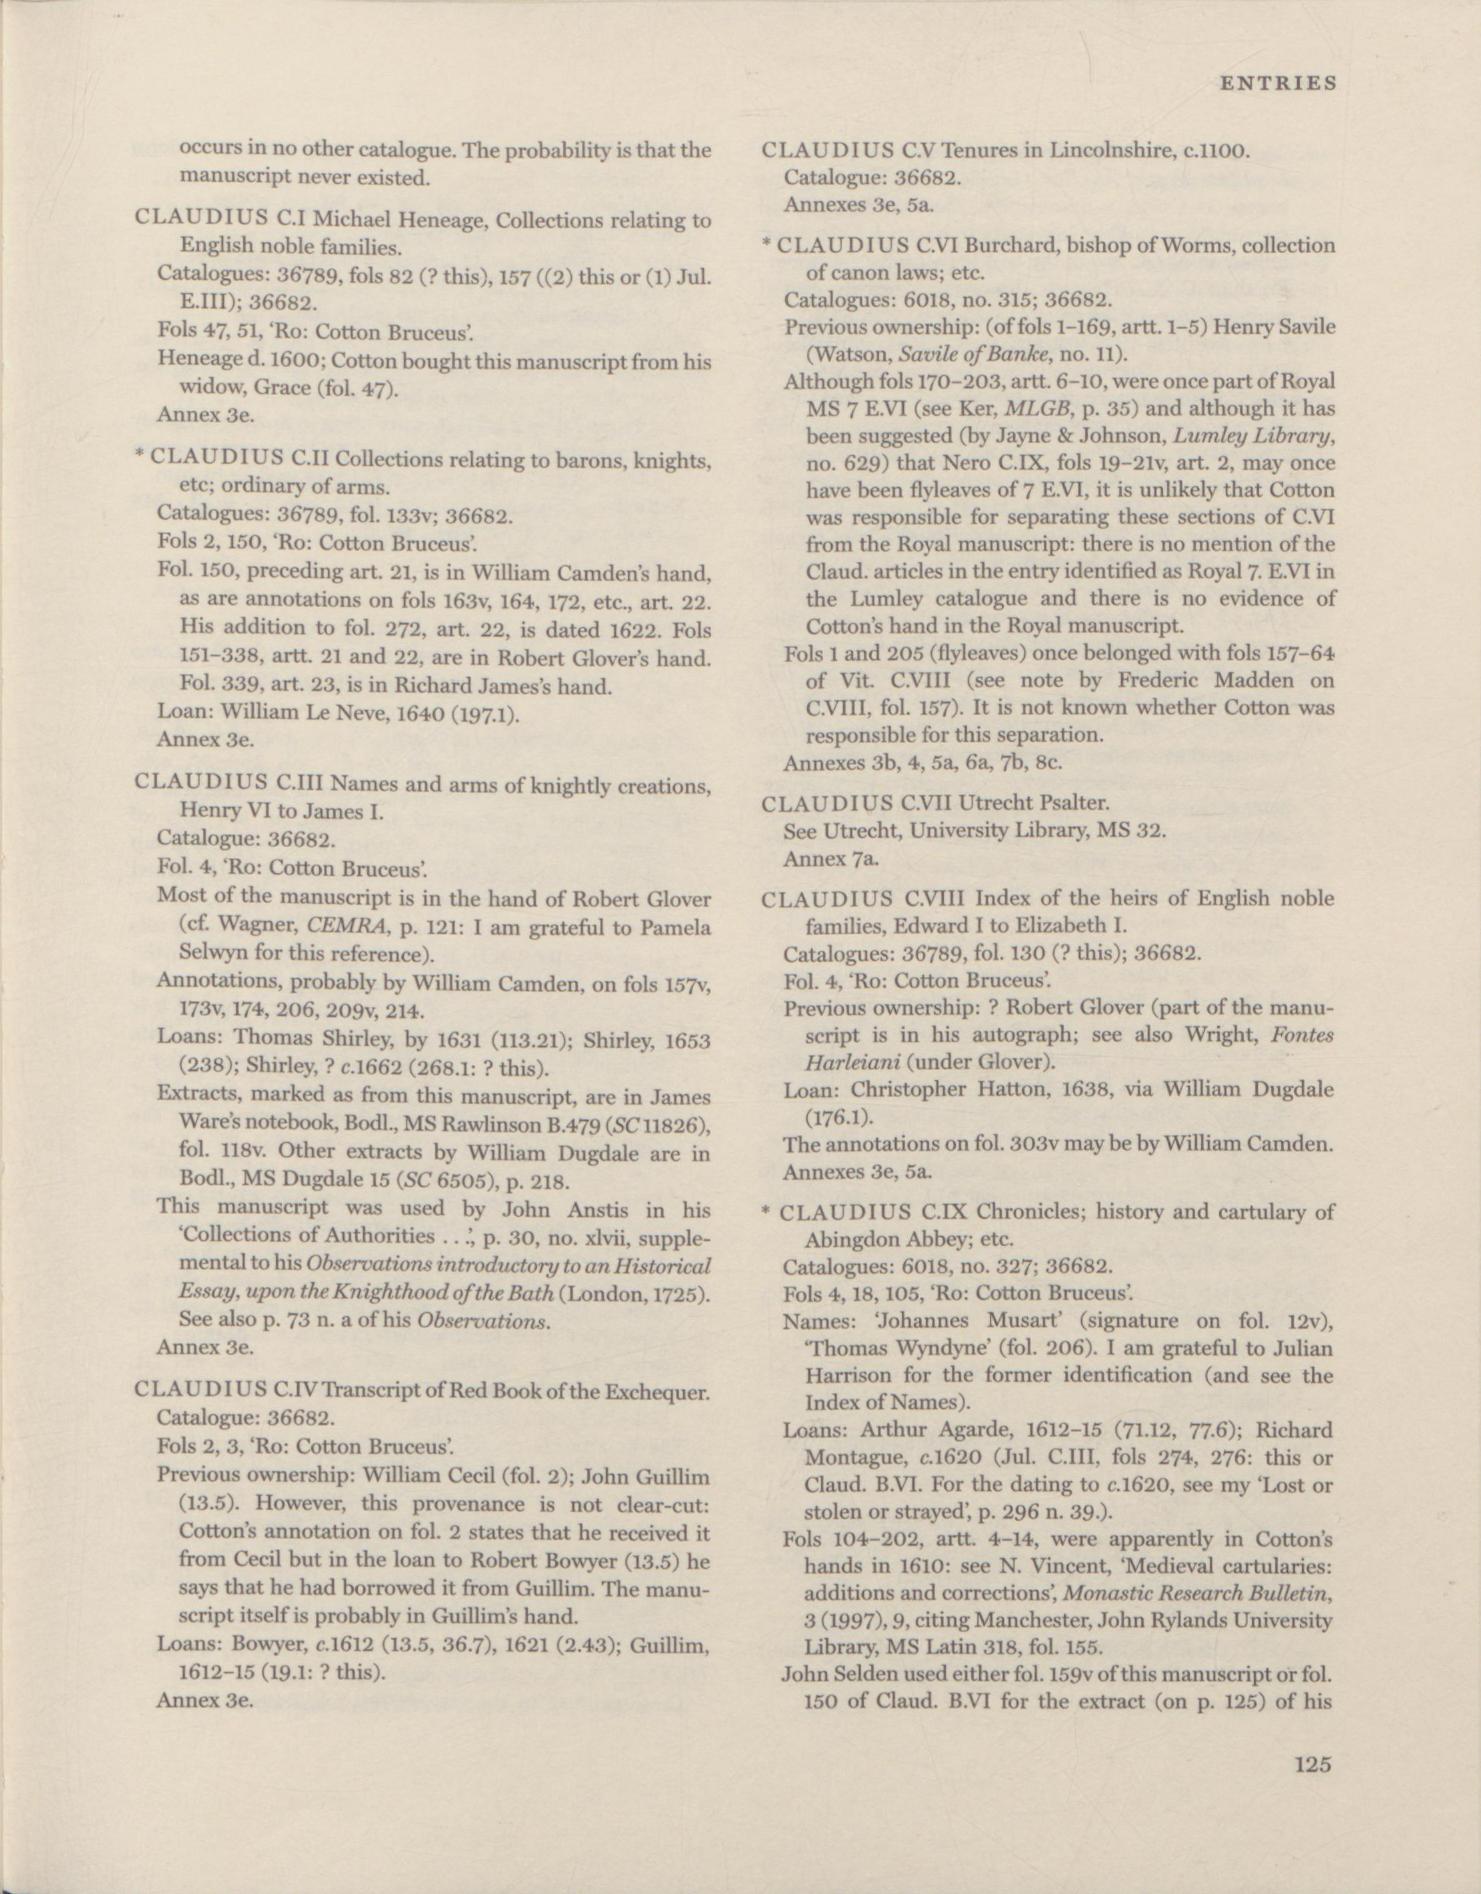 ENTRIES
occurs in no other catalogue. The probability is that the
manuscript never existed.
CLAUDIUS C.I Michael Heneage, Collections relating to
English noble families.
Catalogues: 36789, fols 82 (? this), 157 ((2) this or (1) Jul.
E.III); 36682.
Fols 47, 51, ‘Ro: Cotton Bruceus’.
Heneage d. 1600; Cotton bought this manuscript from his
widow, Grace (fol. 47).
Annex 3e.
* CLAUDIUS C.II Collections relating to barons, knights,
etc; ordinary of arms.
Catalogues: 36789, fol. 133v; 36682.
Fols 2, 150, ‘Ro: Cotton Bruceus’.
Fol. 150, preceding art. 21, is in William Camden’s hand,
as are annotations on fols 163v, 164, 172, etc., art. 22.
His addition to fol. 272, art. 22, is dated 1622. Fols
151–338, artt. 21 and 22, are in Robert Glover’s hand.
Fol. 339, art. 23, is in Richard James’s hand.
Loan: William Le Neve, 1640 (197.1).
Annex 3e.
CLAUDIUS C.III Names and arms of knightly creations,
Henry VI to James I.
Catalogue: 36682.
Fol. 4, ‘Ro: Cotton Bruceus’.
Most of the manuscript is in the hand of Robert Glover
(cf. Wagner, CEMRA, p. 121: I am grateful to Pamela
Selwyn for this reference).
Annotations, probably by William Camden, on fols 157v,
173v, 174, 206, 209v, 214.
Loans: Thomas Shirley, by 1631 (113.21); Shirley, 1653
(238); Shirley, ? c.1662 (268.1: ? this).
Extracts, marked as from this manuscript, are in James
Ware’s notebook, Bodl., MS Rawlinson B.479 (SC 11826),
fol. 118v. Other extracts by William Dugdale are in
Bodl., MS Dugdale 15 (SC 6505), p. 218.
This manuscript was used by John Anstis in his
‘Collections of Authorities . . .’, p. 30, no. xlvii, supple-
mental to his Observations introductory to an Historical
Essay, upon the Knighthood of the Bath (London, 1725).
See also p. 73 n. a of his Observations.
Annex 3e.
CLAUDIUS C.IV Transcript of Red Book of the Exchequer.
Catalogue: 36682.
Fols 2, 3, ‘Ro: Cotton Bruceus’.
Previous ownership: William Cecil (fol. 2); John Guillim
(13.5). However, this provenance is not clear-cut:
Cotton’s annotation on fol. 2 states that he received it
from Cecil but in the loan to Robert Bowyer (13.5) he
says that he had borrowed it from Guillim. The manu-
script itself is probably in Guillim’s hand.
Loans: Bowyer, c.1612 (13.5, 36.7), 1621 (2.43); Guillim,
1612–15 (19.1: ? this).
Annex 3e.
CLAUDIUS C.V Tenures in Lincolnshire, c.1100.
Catalogue: 36682.
Annexes 3e, 5a.
* CLAUDIUS C.VI Burchard, bishop of Worms, collection
of canon laws; etc.
Catalogues: 6018, no. 315; 36682.
Previous ownership: (of fols 1–169, artt. 1–5) Henry Savile
(Watson, Savile of Banke, no. 11).
Although fols 170–203, artt. 6–10, were once part of Royal
MS 7 E.VI (see Ker, MLGB, p. 35) and although it has
been suggested (by Jayne & Johnson, Lumley Library,
no. 629) that Nero C.IX, fols 19–21v, art. 2, may once
have been flyleaves of 7 E.VI, it is unlikely that Cotton
was responsible for separating these sections of C.VI
from the Royal manuscript: there is no mention of the
Claud. articles in the entry identified as Royal 7. E.VI in
the Lumley catalogue and there is no evidence of
Cotton’s hand in the Royal manuscript.
Fols 1 and 205 (flyleaves) once belonged with fols 157–64
of Vit. C.VIII (see note by Frederic Madden on
C.VIII, fol. 157). It is not known whether Cotton was
responsible for this separation.
Annexes 3b, 4, 5a, 6a, 7b, 8c.
CLAUDIUS C.VII Utrecht Psalter.
See Utrecht, University Library, MS 32.
Annex 7a.
CLAUDIUS C.VIII Index of the heirs of English noble
families, Edward I to Elizabeth I.
Catalogues: 36789, fol. 130 (? this); 36682.
Fol. 4, ‘Ro: Cotton Bruceus’.
Previous ownership: ? Robert Glover (part of the manu-
script is in his autograph; see also Wright, Fontes
Harleiani (under Glover).
Loan: Christopher Hatton, 1638, via William Dugdale
(176.1).
The annotations on fol. 303v may be by William Camden.
Annexes 3e, 5a.
* CLAUDIUS C.IX Chronicles; history and cartulary of
Abingdon Abbey; etc.
Catalogues: 6018, no. 327; 36682.
Fols 4, 18, 105, ‘Ro: Cotton Bruceus’.
Names: ‘Johannes Musart’ (signature on fol. 12v),
‘Thomas Wyndyne’ (fol. 206). I am grateful to Julian
Harrison for the former identification (and see the
Index of Names).
Loans: Arthur Agarde, 1612–15 (71.12, 77.6); Richard
Montague, c.1620 (Jul. C.III, fols 274, 276: this or
Claud. B.VI. For the dating to c.1620, see my ‘Lost or
stolen or strayed’, p. 296 n. 39.).
Fols 104–202, artt. 4–14, were apparently in Cotton’s
hands in 1610: see N. Vincent, ‘Medieval cartularies:
additions and corrections’, Monastic Research Bulletin,
3 (1997), 9, citing Manchester, John Rylands University
Library, MS Latin 318, fol. 155.
John Selden used either fol. 159v of this manuscript or fol.
150 of Claud. B.VI for the extract (on p. 125) of his
125